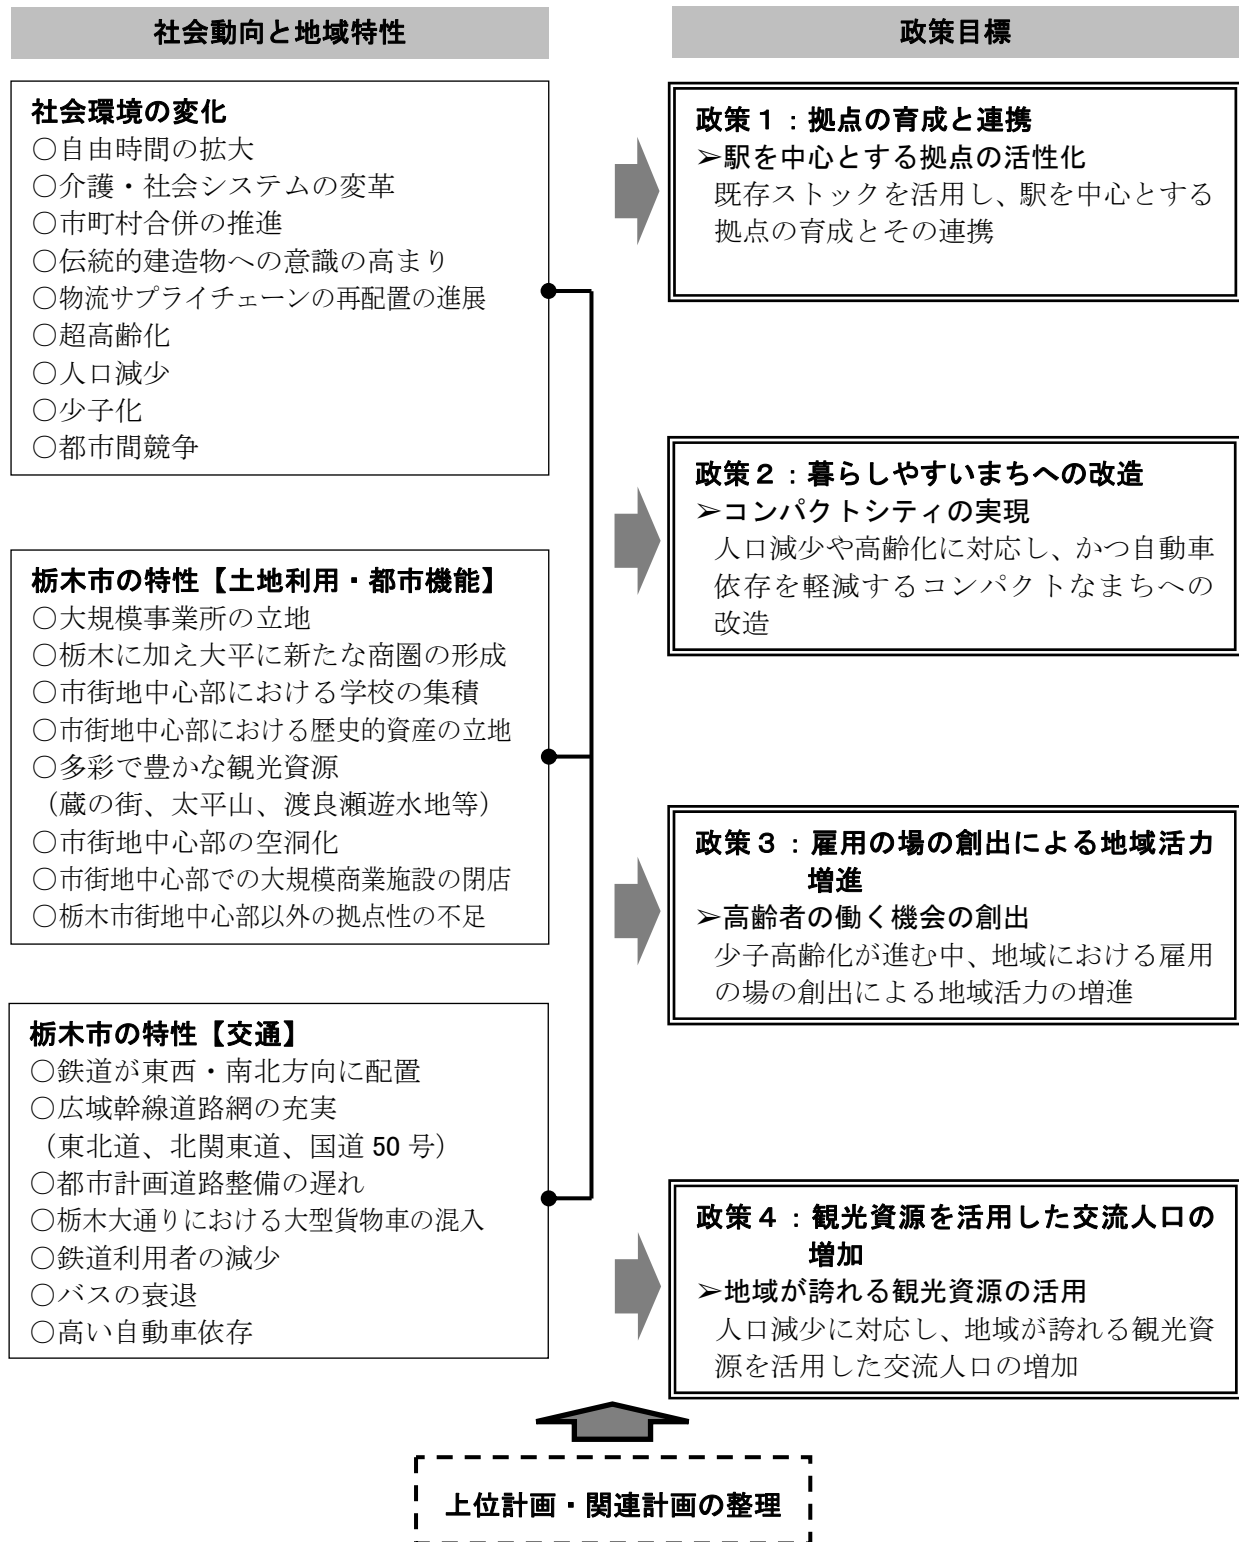 社会動向と地域特性
社会環境の変化
○自由時間の拡大
○介護・社会システムの変革
○市町村合併の推進
○伝統的建造物への意識の高まり
○物流サプライチェーンの再配置の進展
○超高齢化
○人口減少
○少子化
○都市間競争
栃木市の特性【土地利用・都市機能】
○大規模事業所の立地
○栃木に加え大平に新たな商圏の形成
○市街地中心部における学校の集積
○市街地中心部における歴史的資産の立地
○多彩で豊かな観光資源
（蔵の街、太平山、渡良瀬遊水地等）
○市街地中心部の空洞化
○市街地中心部での大規模商業施設の閉店
○栃木市街地中心部以外の拠点性の不足
栃木市の特性【交通】
○鉄道が東西・南北方向に配置
○広域幹線道路網の充実
（東北道、北関東道、国道 50 号）
○都市計画道路整備の遅れ
○栃木大通りにおける大型貨物車の混入
○鉄道利用者の減少
○バスの衰退
○高い自動車依存
政策目標
政策１：拠点の育成と連携
➢駅を中心とする拠点の活性化
既存ストックを活用し、駅を中心とする
拠点の育成とその連携
政策２：暮らしやすいまちへの改造
➢コンパクトシティの実現
人口減少や高齢化に対応し、かつ自動車
依存を軽減するコンパクトなまちへの
改造
政策３：雇用の場の創出による地域活力
増進
➢高齢者の働く機会の創出
少子高齢化が進む中、地域における雇用
の場の創出による地域活力の増進
政策４：観光資源を活用した交流人口の
増加
➢地域が誇れる観光資源の活用
人口減少に対応し、地域が誇れる観光資
源を活用した交流人口の増加
上位計画・関連計画の整理